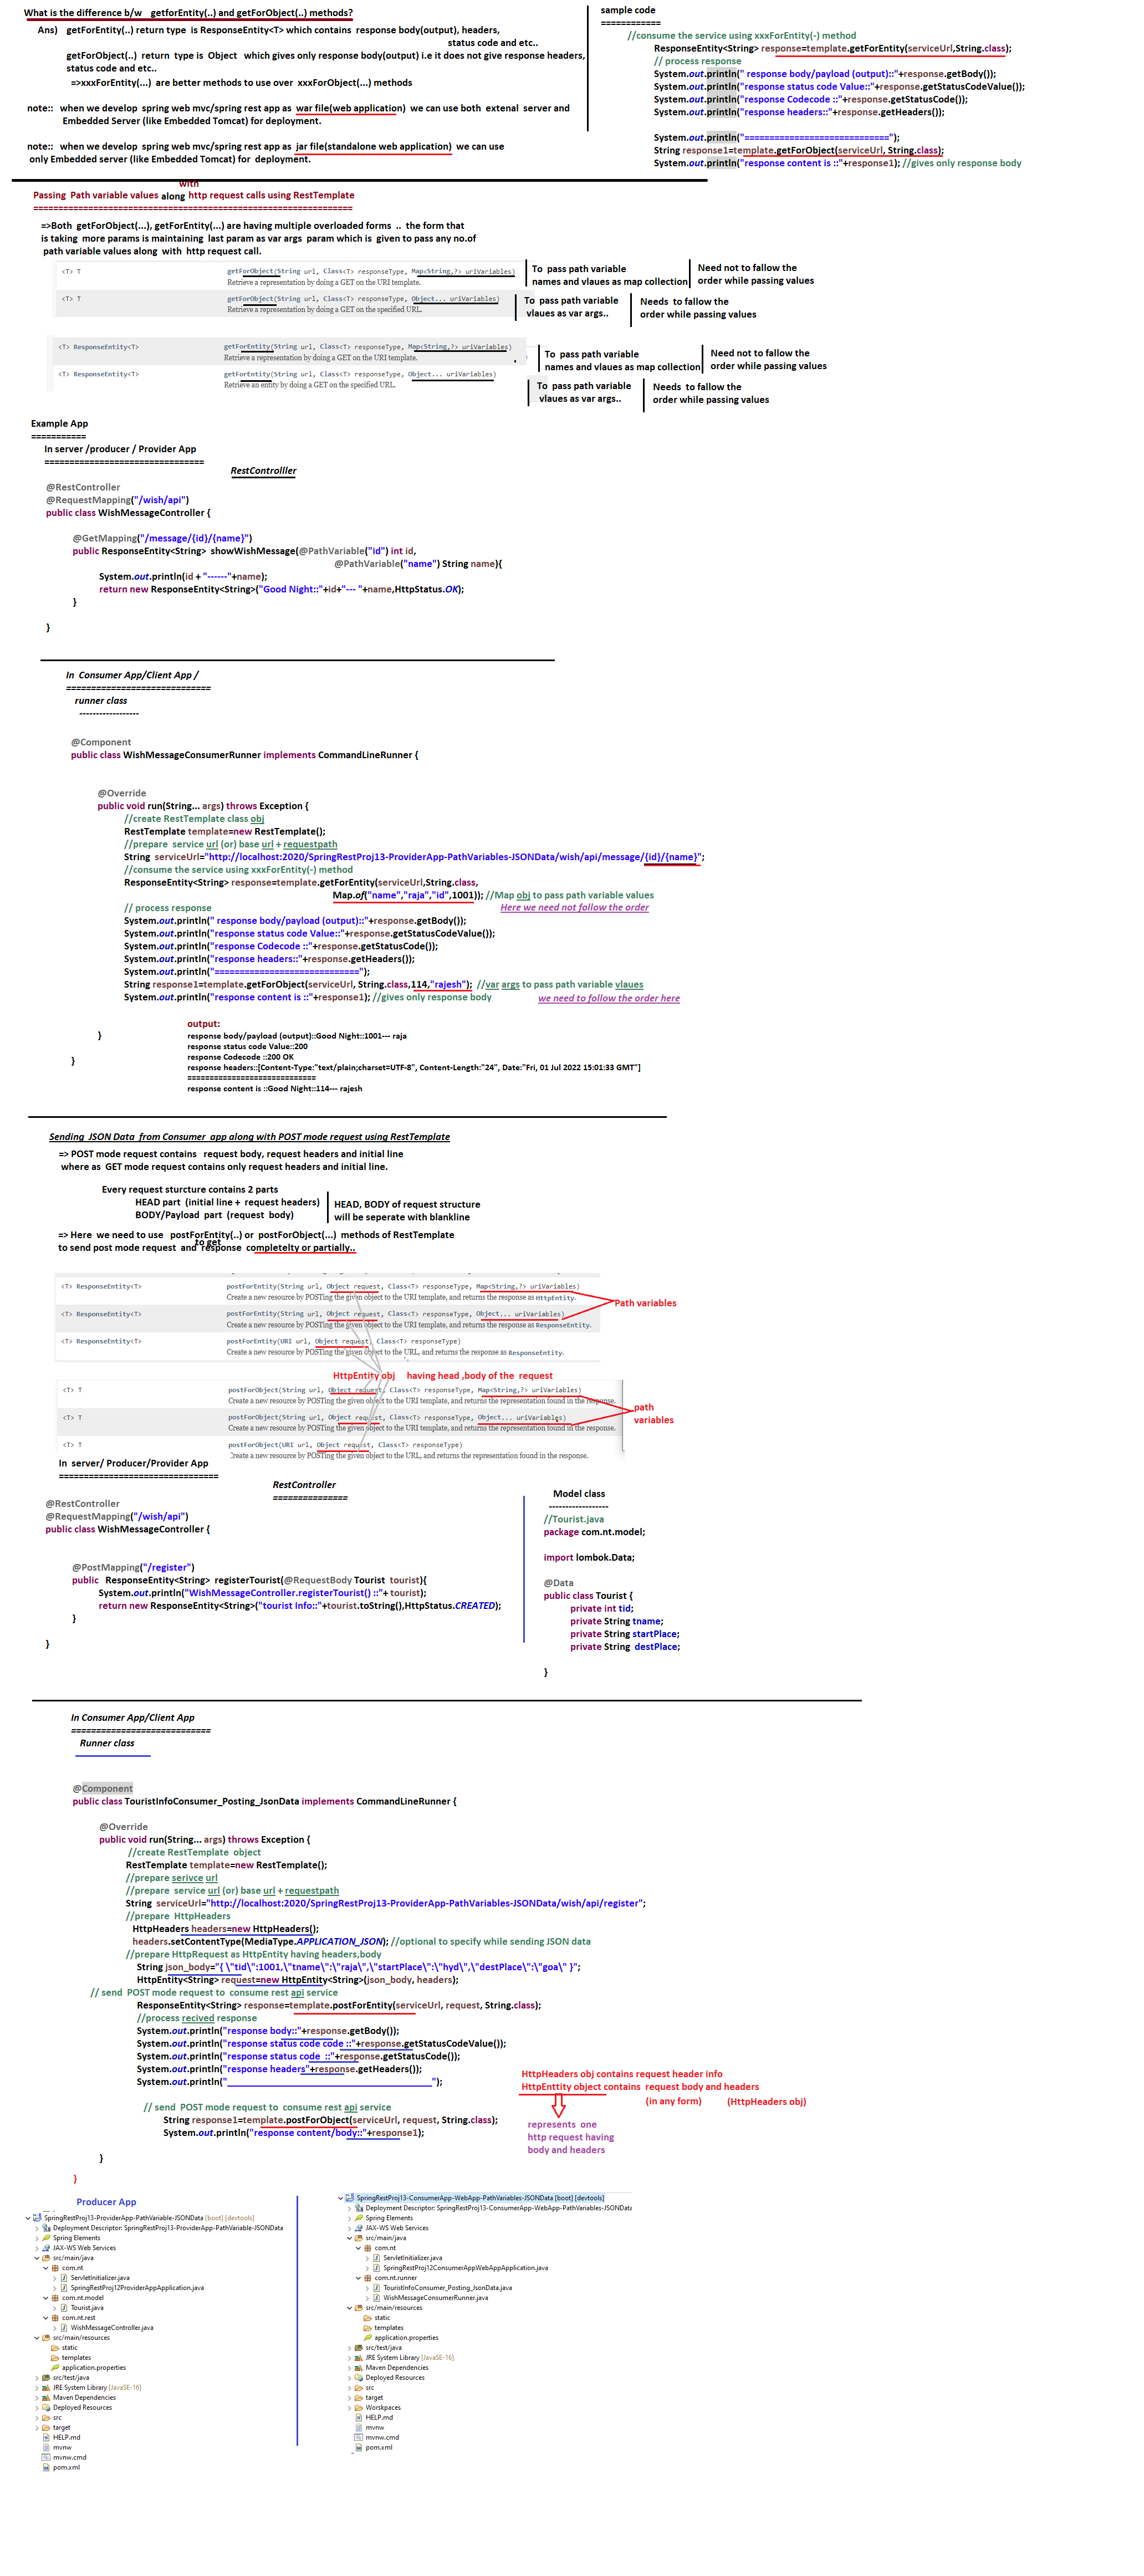 What is the difference b/w    getforEntity(..) and getForObject(..) methods?
Ans)   getForEntity(..) return type  is ResponseEntity<T> which contains  response body(output), headers,
status code and etc..
getForObject(..)  return  type is  Object   which gives only response body(output) i.e it does not give response headers,
status code and etc..
=>xxxForEntity(...)  are better methods to use over  xxxForObject(...) methods
note::   when we develop  spring web mvc/spring rest app as  war file(web application)  we can use both  extenal  server and
Embedded Server (like Embedded Tomcat) for deployment.
note::   when we develop  spring web mvc/spring rest app as  jar file(standalone web application)  we can use
only Embedded server (like Embedded Tomcat) for  deployment.
sample code
============
//consume the service using xxxForEntity(-) method
ResponseEntity<String> response=template.getForEntity(serviceUrl,String.class);
// process response
System.out.println(" response body/payload (output)::"+response.getBody());
System.out.println("response status code Value::"+response.getStatusCodeValue());
System.out.println("response Codecode ::"+response.getStatusCode());
System.out.println("response headers::"+response.getHeaders());
System.out.println("=============================");
String response1=template.getForObject(serviceUrl, String.class);
System.out.println("response content is ::"+response1); //gives only response body
with
Passing  Path variable values along  http request calls using RestTemplate
================================================================
=>Both  getForObject(...), getForEntity(...) are having multiple overloaded forms  ..  the form that
is taking  more params is maintaining  last param as var args  param which is  given to pass any no.of
path variable values along  with  http request call.
<T> T getForObject(String url, Class<T> responseType, Map<String,?> uriVariables)
Retrieve a representation by doing a GET on the URI template.
To  pass path variable
names and vlaues as map collection
Need not to fallow the
order while passing values
<T> T getForObject(String url, Class<T> responseType, Object... uriVariables)
Retrieve a representation by doing a GET on the specified URL.
To  pass path variable
vlaues as var args..
Needs  to fallow the
order while passing values
<T> ResponseEntity<T> getForEntity(String url, Class<T> responseType, Map<String,?> uriVariables)
Retrieve a representation by doing a GET on the URI template.
To  pass path variable
names and vlaues as map collection
Need not to fallow the
order while passing values
<T> ResponseEntity<T> getForEntity(String url, Class<T> responseType, Object... uriVariables)
Retrieve an entity by doing a GET on the specified URL.
To  pass path variable
vlaues as var args..
Needs  to fallow the
order while passing values
Example App
===========
In server /producer / Provider App
================================
RestControlller
@RestController
@RequestMapping("/wish/api")
public class WishMessageController {
@GetMapping("/message/{id}/{name}")
public ResponseEntity<String>  showWishMessage(@PathVariable("id") int id,
@PathVariable("name") String name){
System.out.println(id + "------"+name);
return new ResponseEntity<String>("Good Night::"+id+"--- "+name,HttpStatus.OK);
}
}
In  Consumer App/Client App /
=============================
runner class
------------------
@Component
public class WishMessageConsumerRunner implements CommandLineRunner {
@Override
public void run(String... args) throws Exception {
//create RestTemplate class obj
RestTemplate template=new RestTemplate();
//prepare  service url (or) base url + requestpath
String  serviceUrl="http://localhost:2020/SpringRestProj13-ProviderApp-PathVariables-JSONData/wish/api/message/{id}/{name}";
//consume the service using xxxForEntity(-) method
ResponseEntity<String> response=template.getForEntity(serviceUrl,String.class,
Map.of("name","raja","id",1001)); //Map obj to pass path variable values
// process response
Here we need not follow the order
System.out.println(" response body/payload (output)::"+response.getBody());
System.out.println("response status code Value::"+response.getStatusCodeValue());
System.out.println("response Codecode ::"+response.getStatusCode());
System.out.println("response headers::"+response.getHeaders());
System.out.println("=============================");
String response1=template.getForObject(serviceUrl, String.class,114,"rajesh");  //var args to pass path variable vlaues
System.out.println("response content is ::"+response1); //gives only response body
we need to follow the order here
}
}
output:
response body/payload (output)::Good Night::1001--- raja
response status code Value::200
response Codecode ::200 OK
response headers::[Content-Type:"text/plain;charset=UTF-8", Content-Length:"24", Date:"Fri, 01 Jul 2022 15:01:33 GMT"]
=============================
response content is ::Good Night::114--- rajesh
Sending  JSON Data  from Consumer  app along with POST mode request using RestTemplate
=> POST mode request contains   request body, request headers and initial line
where as  GET mode request contains only request headers and initial line.
Every request sturcture contains 2 parts
HEAD part  (initial line +  request headers)
BODY/Payload  part  (request  body)
HEAD, BODY of request structure
will be seperate with blankline
=> Here  we need to use   postForEntity(..) or  postForObject(...)  methods of RestTemplate
to get
to send post mode request  and  response  completelty or partially..
<T> ResponseEntity<T> postForEntity(String url, Object request, Class<T> responseType, Map<String,?> uriVariables)
Create a new resource by POSTing the given object to the URI template, and returns the response as HttpEntity.
<T> ResponseEntity<T> postForEntity(String url, Object request, Class<T> responseType, Object... uriVariables)
Create a new resource by POSTing the given object to the URI template, and returns the response as ResponseEntity.
<T> ResponseEntity<T> postForEntity(URI url, Object request, Class<T> responseType)
Create a new resource by POSTing the given object to the URL, and returns the response as ResponseEntity.
Path variables
HttpEntity obj    having head ,body of the  request
<T> T postForObject(String url, Object request, Class<T> responseType, Map<String,?> uriVariables)
Create a new resource by POSTing the given object to the URI template, and returns the representation found in the response.
<T> T postForObject(String url, Object request, Class<T> responseType, Object... uriVariables)
Create a new resource by POSTing the given object to the URI template, and returns the representation found in the response.
<T> T postForObject(URI url, Object request, Class<T> responseType)
Create a new resource by POSTing the given object to the URL, and returns the representation found in the response.
path
variables
In  server/ Producer/Provider App
================================
RestController
===============
@RestController
@RequestMapping("/wish/api")
public class WishMessageController {
@PostMapping("/register")
public   ResponseEntity<String>  registerTourist(@RequestBody Tourist  tourist){
System.out.println("WishMessageController.registerTourist() ::"+ tourist);
return new ResponseEntity<String>("tourist Info::"+tourist.toString(),HttpStatus.CREATED);
}
}
Model class
------------------
//Tourist.java
package com.nt.model;
import lombok.Data;
@Data
public class Tourist {
private int tid;
private String tname;
private String startPlace;
private String  destPlace;
}
In Consumer App/Client App
============================
Runner class
@Component
public class TouristInfoConsumer_Posting_JsonData implements CommandLineRunner {
@Override
public void run(String... args) throws Exception {
//create RestTemplate  object
RestTemplate template=new RestTemplate();
//prepare serivce url
//prepare  service url (or) base url + requestpath
String  serviceUrl="http://localhost:2020/SpringRestProj13-ProviderApp-PathVariables-JSONData/wish/api/register";
//prepare  HttpHeaders
HttpHeaders headers=new HttpHeaders();
headers.setContentType(MediaType.APPLICATION_JSON); //optional to specify while sending JSON data
//prepare HttpRequest as HttpEntity having headers,body
String json_body="{ \"tid\":1001,\"tname\":\"raja\",\"startPlace\":\"hyd\",\"destPlace\":\"goa\" }";
HttpEntity<String> request=new HttpEntity<String>(json_body, headers);
// send  POST mode request to  consume rest api service
ResponseEntity<String> response=template.postForEntity(serviceUrl, request, String.class);
//process recived response
System.out.println("response body::"+response.getBody());
System.out.println("response status code code ::"+response.getStatusCodeValue());
System.out.println("response status code  ::"+response.getStatusCode());
System.out.println("response headers"+response.getHeaders());
System.out.println("_________________________________________");
// send  POST mode request to  consume rest api service
String response1=template.postForObject(serviceUrl, request, String.class);
System.out.println("response content/body::"+response1);
}
}
HttpHeaders obj contains request header info
HttpEnttity object contains  request body and headers
(in any form)
(HttpHeaders obj)
represents  one
http request having
body and headers
Producer App
SpringRestProj13-ProviderApp-PathVariable-JSONData [boot] [devtools]
Deployment Descriptor: SpringRestProj13-ProviderApp-PathVariable-JSONData
Spring Elements
JAX-WS Web Services
src/main/java
com.nt
ServletInitializer.java
SpringRestProj12ProviderAppApplication.java
com.nt.model
Tourist.java
com.nt.rest
WishMessageController.java
src/main/resources
static
templates
application.properties
src/test/java
JRE System Library [JavaSE-16]
Maven Dependencies
Deployed Resources
src
target
HELP.md
mvnw
mvnw.cmd
pom.xml
SpringRestProj13-ConsumerApp-WebApp-PathVariables-JSONData [boot] [devtools]
Deployment Descriptor: SpringRestProj13-ConsumerApp-WebApp-PathVariables-JSONData
Spring Elements
JAX-WS Web Services
src/main/java
com.nt
ServletInitializer.java
SpringRestProj12ConsumerAppWebAppApplication.java
com.nt.runner
TouristInfoConsumer_Posting_JsonData.java
WishMessageConsumerRunner.java
src/main/resources
static
templates
application.properties
src/test/java
JRE System Library [JavaSE-16]
Maven Dependencies
Deployed Resources
src
target
Worskpaces
HELP.md
mvnw
mvnw.cmd
pom.xml